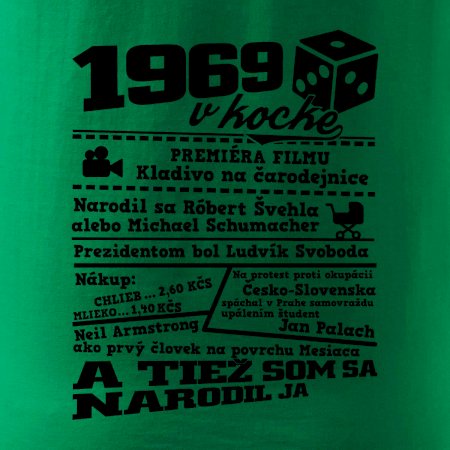 1969
v kocke
PREMIÉRA FILMU
Kladivo na čarodejnice
Narodil sa Róbert Švehla
alebo Michael Schumacher
Prezidentom bol Ludvík Svoboda
Nákup:
CHLIEB ... 2,60 KČS
MLIEKO... 1,40 KČS
Na protest proti okupácii
Česko-Slovenska
spáchal v Prahe samovraždu
upálením študent
Jan Palach
Neil Armstrong
ako prvý človek na povrchu Mesiaca
A TIEŽ SOM SA
NARODIL JA